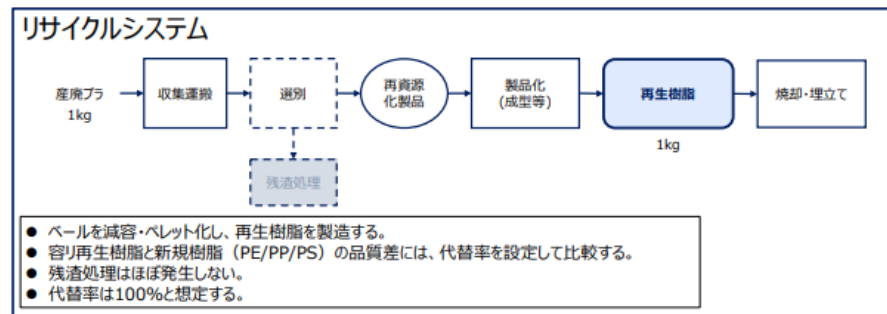 リサイクルシステム
産廃プラ
1kg
収集運搬
選別
再資源
化製品
製品化
(成型等)
再生樹脂
焼却・埋立て
1kg
残渣処理
● ベールを減容・ペレット化し、再生樹脂を製造する。
● 容リ再生樹脂と新規樹脂（PE/PP/PS）の品質差には、代替率を設定して比較する。
● 残渣処理はほぼ発生しない。
● 代替率は100%と想定する。